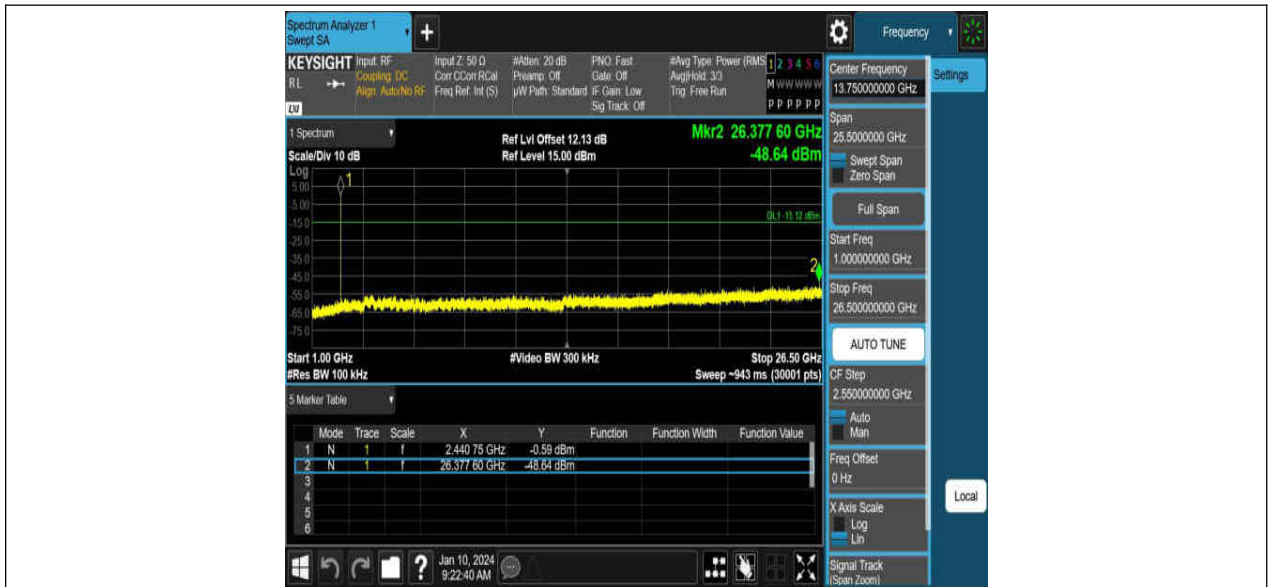 Spectrum Analyzer 1
Swept SA
+
Frequency
KEYSIGHT
RL
LXI
Input: RF
Coupling: DC
Align: Auto/No RF
Input Z: 50 Ω
Corr CCorr RCal
Freq Ref: Int (S)
#Atten: 20 dB
Preamp: Off
µW Path: Standard
PNO: Fast
Gate: Off
IF Gain: Low
Sig Track: Off
#Avg Type: Power (RMS
Avg|Hold: 3/3
Trig: Free Run
1 2 3 4 5 6
M W W W W W
P P P P P P
1 Spectrum
Scale/Div 10 dB
Ref Lvl Offset 12.13 dB
Ref Level 15.00 dBm
Mkr2 26.377 60 GHz
-48.64 dBm
Log
5.00
-5.00
-15.0
-25.0
-35.0
-45.0
-55.0
-65.0
-75.0
1
DL1 -15.12 dBm
2
Start 1.00 GHz
#Res BW 100 kHz
#Video BW 300 kHz
Stop 26.50 GHz
Sweep ~943 ms (30001 pts)
5 Marker Table
Mode Trace Scale X Y Function Function Width Function Value
1 N 1 f 2.440 75 GHz -0.59 dBm
2 N 1 f 26.377 60 GHz -48.64 dBm
3
4
5
6
?
Jan 10, 2024
9:22:40 AM
Center Frequency
13.750000000 GHz
Settings
Span
25.5000000 GHz
Swept Span
Zero Span
Full Span
Start Freq
1.000000000 GHz
Stop Freq
26.500000000 GHz
AUTO TUNE
CF Step
2.550000000 GHz
Auto
Man
Freq Offset
0 Hz
X Axis Scale
Log
Lin
Signal Track
(Span Zoom)
Local